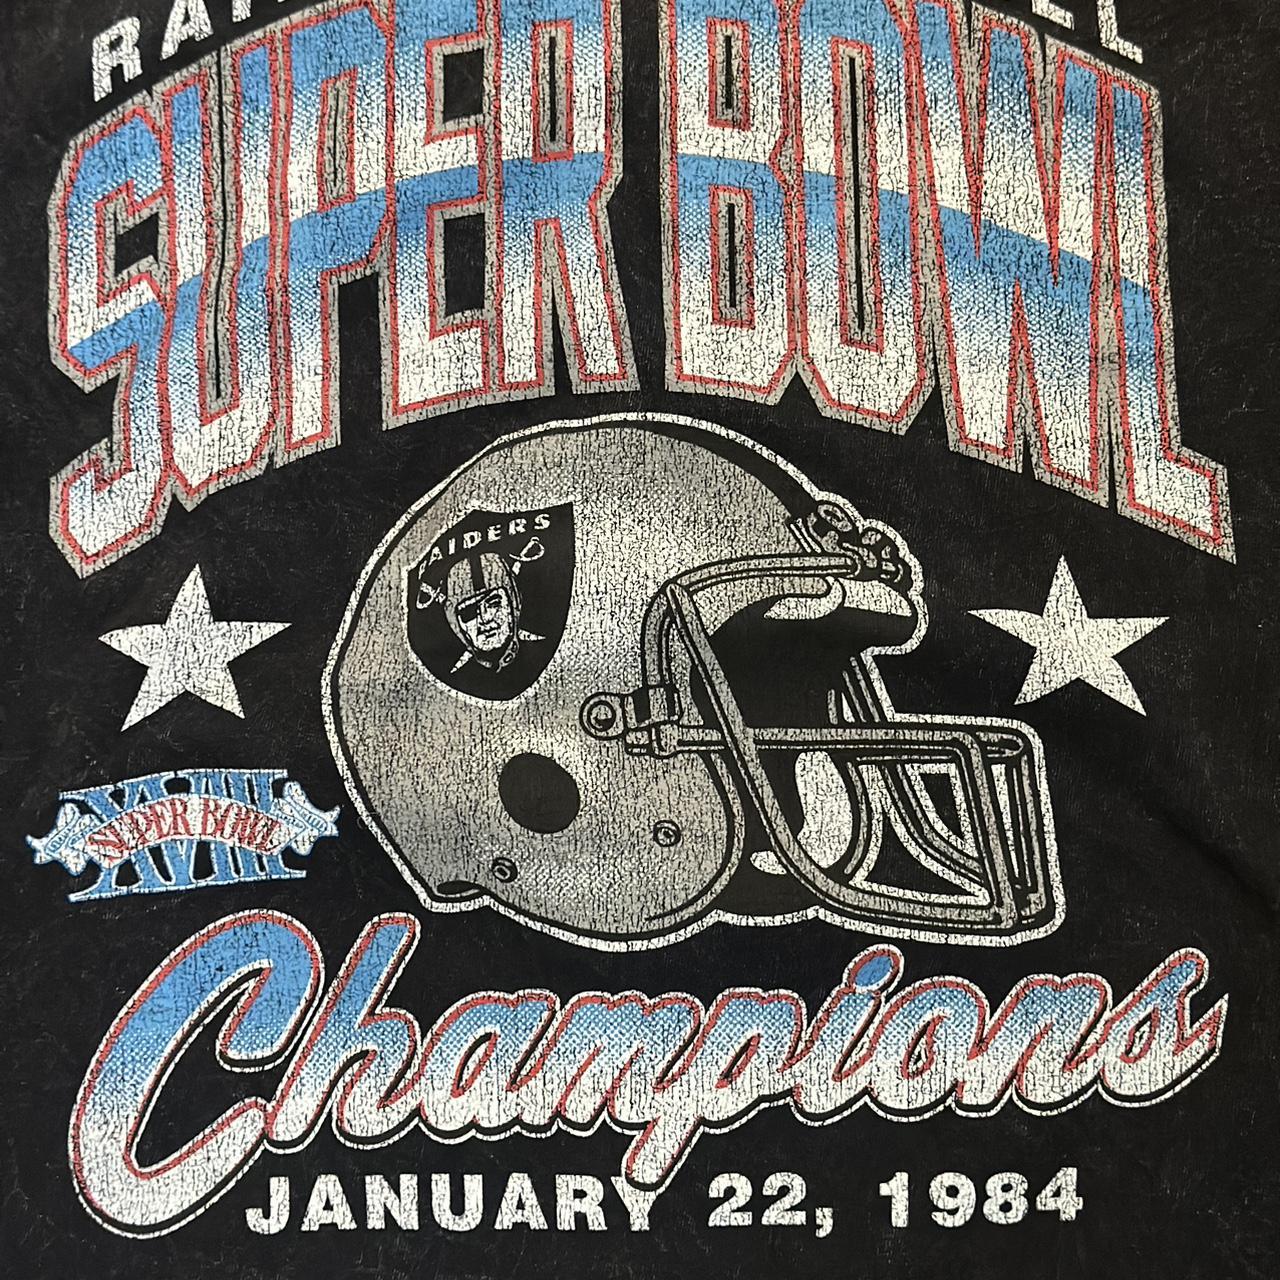 SUPER BOWL
RAIDERS
XVIII
SUPER BOWL
Champions
JANUARY 22, 1984